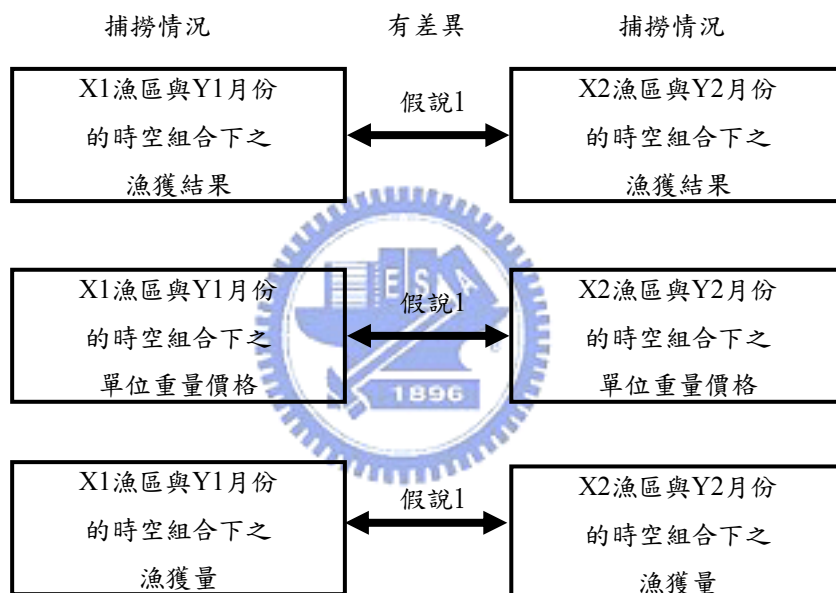 捕撈情況 有差異 捕撈情況
X1漁區與Y1月份
的時空組合下之
漁獲結果
假說1
X2漁區與Y2月份
的時空組合下之
漁獲結果
X1漁區與Y1月份
的時空組合下之
單位重量價格
假說1
X2漁區與Y2月份
的時空組合下之
單位重量價格
X1漁區與Y1月份
的時空組合下之
漁獲量
假說1
X2漁區與Y2月份
的時空組合下之
漁獲量
ESA
1896